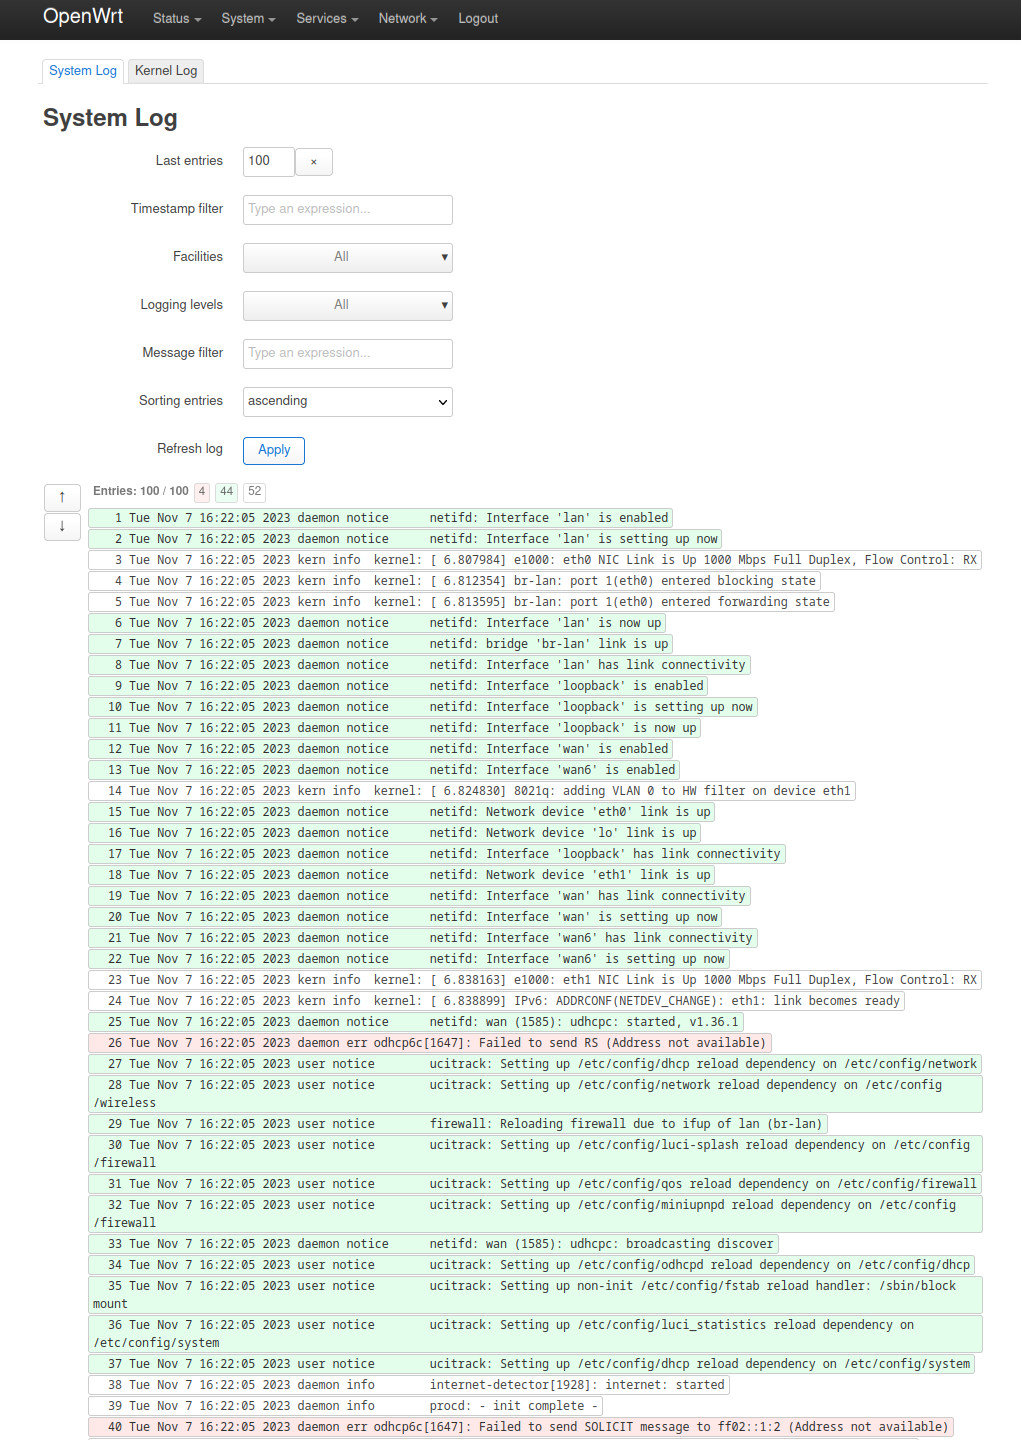 OpenWrt Status System Services Network Logout
System Log Kernel Log
System Log
Last entries 100 ×
Timestamp filter Type an expression...
Facilities All
Logging levels All
Message filter Type an expression...
Sorting entries ascending
Refresh log Apply
↑ Entries: 100 / 100 4 44 52
↓
1 Tue Nov 7 16:22:05 2023 daemon notice netifd: Interface 'lan' is enabled
2 Tue Nov 7 16:22:05 2023 daemon notice netifd: Interface 'lan' is setting up now
3 Tue Nov 7 16:22:05 2023 kern info kernel: [ 6.807984] e1000: eth0 NIC Link is Up 1000 Mbps Full Duplex, Flow Control: RX
4 Tue Nov 7 16:22:05 2023 kern info kernel: [ 6.812354] br-lan: port 1(eth0) entered blocking state
5 Tue Nov 7 16:22:05 2023 kern info kernel: [ 6.813595] br-lan: port 1(eth0) entered forwarding state
6 Tue Nov 7 16:22:05 2023 daemon notice netifd: Interface 'lan' is now up
7 Tue Nov 7 16:22:05 2023 daemon notice netifd: bridge 'br-lan' link is up
8 Tue Nov 7 16:22:05 2023 daemon notice netifd: Interface 'lan' has link connectivity
9 Tue Nov 7 16:22:05 2023 daemon notice netifd: Interface 'loopback' is enabled
10 Tue Nov 7 16:22:05 2023 daemon notice netifd: Interface 'loopback' is setting up now
11 Tue Nov 7 16:22:05 2023 daemon notice netifd: Interface 'loopback' is now up
12 Tue Nov 7 16:22:05 2023 daemon notice netifd: Interface 'wan' is enabled
13 Tue Nov 7 16:22:05 2023 daemon notice netifd: Interface 'wan6' is enabled
14 Tue Nov 7 16:22:05 2023 kern info kernel: [ 6.824830] 8021q: adding VLAN 0 to HW filter on device eth1
15 Tue Nov 7 16:22:05 2023 daemon notice netifd: Network device 'eth0' link is up
16 Tue Nov 7 16:22:05 2023 daemon notice netifd: Network device 'lo' link is up
17 Tue Nov 7 16:22:05 2023 daemon notice netifd: Interface 'loopback' has link connectivity
18 Tue Nov 7 16:22:05 2023 daemon notice netifd: Network device 'eth1' link is up
19 Tue Nov 7 16:22:05 2023 daemon notice netifd: Interface 'wan' has link connectivity
20 Tue Nov 7 16:22:05 2023 daemon notice netifd: Interface 'wan' is setting up now
21 Tue Nov 7 16:22:05 2023 daemon notice netifd: Interface 'wan6' has link connectivity
22 Tue Nov 7 16:22:05 2023 daemon notice netifd: Interface 'wan6' is setting up now
23 Tue Nov 7 16:22:05 2023 kern info kernel: [ 6.838163] e1000: eth1 NIC Link is Up 1000 Mbps Full Duplex, Flow Control: RX
24 Tue Nov 7 16:22:05 2023 kern info kernel: [ 6.838899] IPv6: ADDRCONF(NETDEV_CHANGE): eth1: link becomes ready
25 Tue Nov 7 16:22:05 2023 daemon notice netifd: wan (1585): udhcpc: started, v1.36.1
26 Tue Nov 7 16:22:05 2023 daemon err odhcp6c[1647]: Failed to send RS (Address not available)
27 Tue Nov 7 16:22:05 2023 user notice ucitrack: Setting up /etc/config/dhcp reload dependency on /etc/config/network
28 Tue Nov 7 16:22:05 2023 user notice ucitrack: Setting up /etc/config/network reload dependency on /etc/config
/wireless
29 Tue Nov 7 16:22:05 2023 user notice firewall: Reloading firewall due to ifup of lan (br-lan)
30 Tue Nov 7 16:22:05 2023 user notice ucitrack: Setting up /etc/config/luci-splash reload dependency on /etc/config
/firewall
31 Tue Nov 7 16:22:05 2023 user notice ucitrack: Setting up /etc/config/qos reload dependency on /etc/config/firewall
32 Tue Nov 7 16:22:05 2023 user notice ucitrack: Setting up /etc/config/miniupnpd reload dependency on /etc/config
/firewall
33 Tue Nov 7 16:22:05 2023 daemon notice netifd: wan (1585): udhcpc: broadcasting discover
34 Tue Nov 7 16:22:05 2023 user notice ucitrack: Setting up /etc/config/odhcpd reload dependency on /etc/config/dhcp
35 Tue Nov 7 16:22:05 2023 user notice ucitrack: Setting up non-init /etc/config/fstab reload handler: /sbin/block
mount
36 Tue Nov 7 16:22:05 2023 user notice ucitrack: Setting up /etc/config/luci_statistics reload dependency on
/etc/config/system
37 Tue Nov 7 16:22:05 2023 user notice ucitrack: Setting up /etc/config/dhcp reload dependency on /etc/config/system
38 Tue Nov 7 16:22:05 2023 daemon info internet-detector[1928]: internet: started
39 Tue Nov 7 16:22:05 2023 daemon info procd: - init complete -
40 Tue Nov 7 16:22:05 2023 daemon err odhcp6c[1647]: Failed to send SOLICIT message to ff02::1:2 (Address not available)